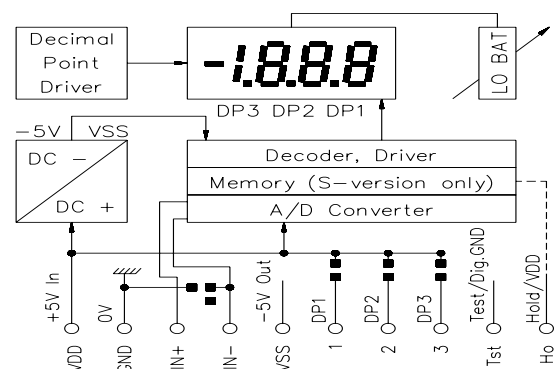 Decimal
Point
Driver
-1.8.8.8
LO BAT
DP3 DP2 DP1
-5V VSS
DC -
DC +
Decoder, Driver
Memory (S-version only)
A/D Converter
+5V In
0V
-5V Out
DP1
DP2
DP3
Test/Dig.GND
Hold/VDD
VDD
GND
IN+
IN-
VSS
1
2
3
Tst
Ho